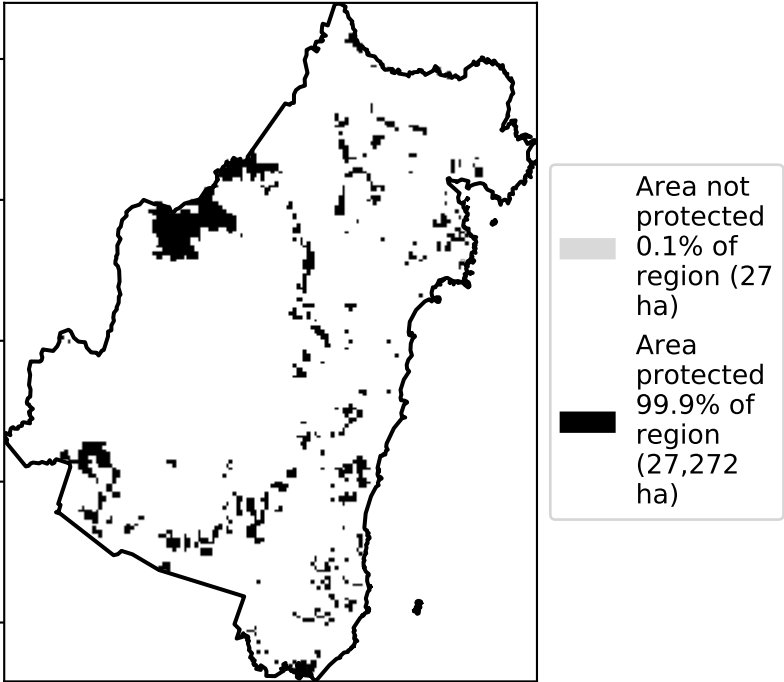 Area not
protected
0.1% of
region (27
ha)
Area
protected
99.9% of
region
(27,272
ha)